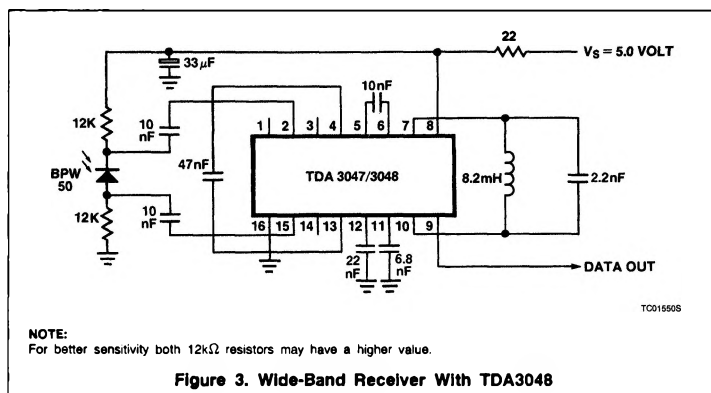 22
V_S = 5.0 VOLT
33 µF
10nF
12K
10
nF
1 2 3 4 5 6 7 8
BPW
50
47nF
TDA 3047/3048
8.2mH
2.2nF
12K
10
nF
16 15 14 13 12 11 10 9
22
nF
6.8
nF
DATA OUT
TC01550S
NOTE:
For better sensitivity both 12kΩ resistors may have a higher value.
Figure 3. Wide-Band Receiver With TDA3048